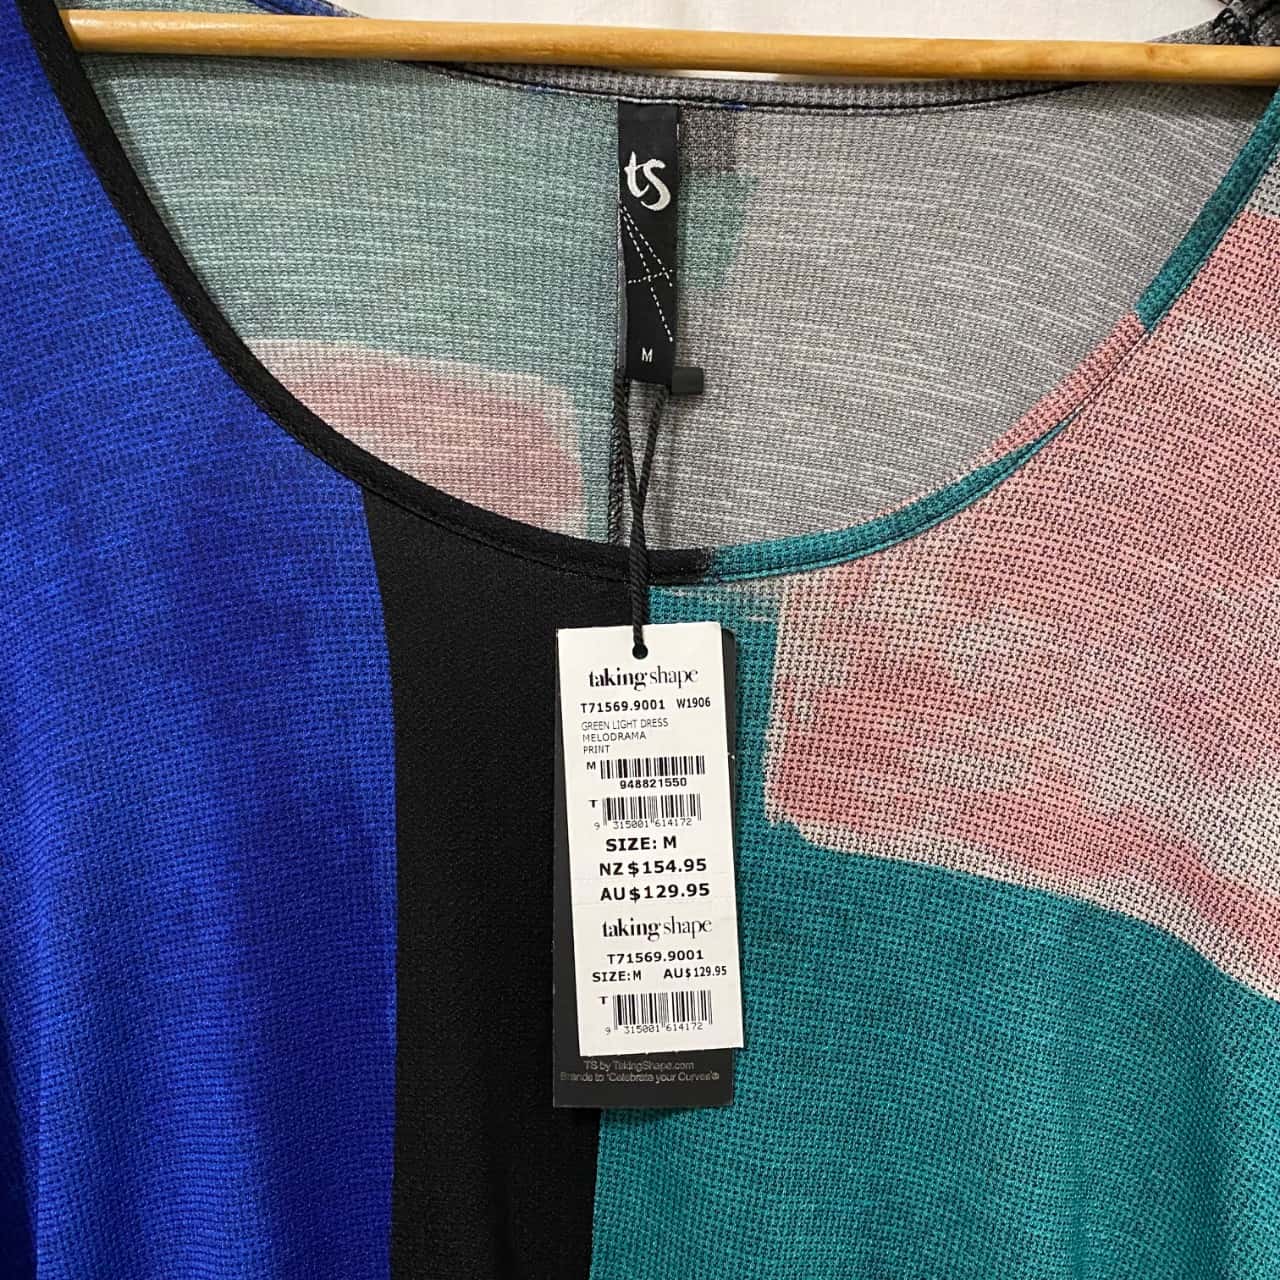 ts
M
taking shape
T71569.9001 W1906
GREEN LIGHT DRESS
MELODRAMA
PRINT
M
948821550
T
9 315001 614172
SIZE: M
NZ $154.95
AU $129.95
taking shape
T71569.9001
SIZE:M AU$129.95
T
9 315001 614172
TS by TakingShape.com
Brands to 'Celebrate your Curves'®